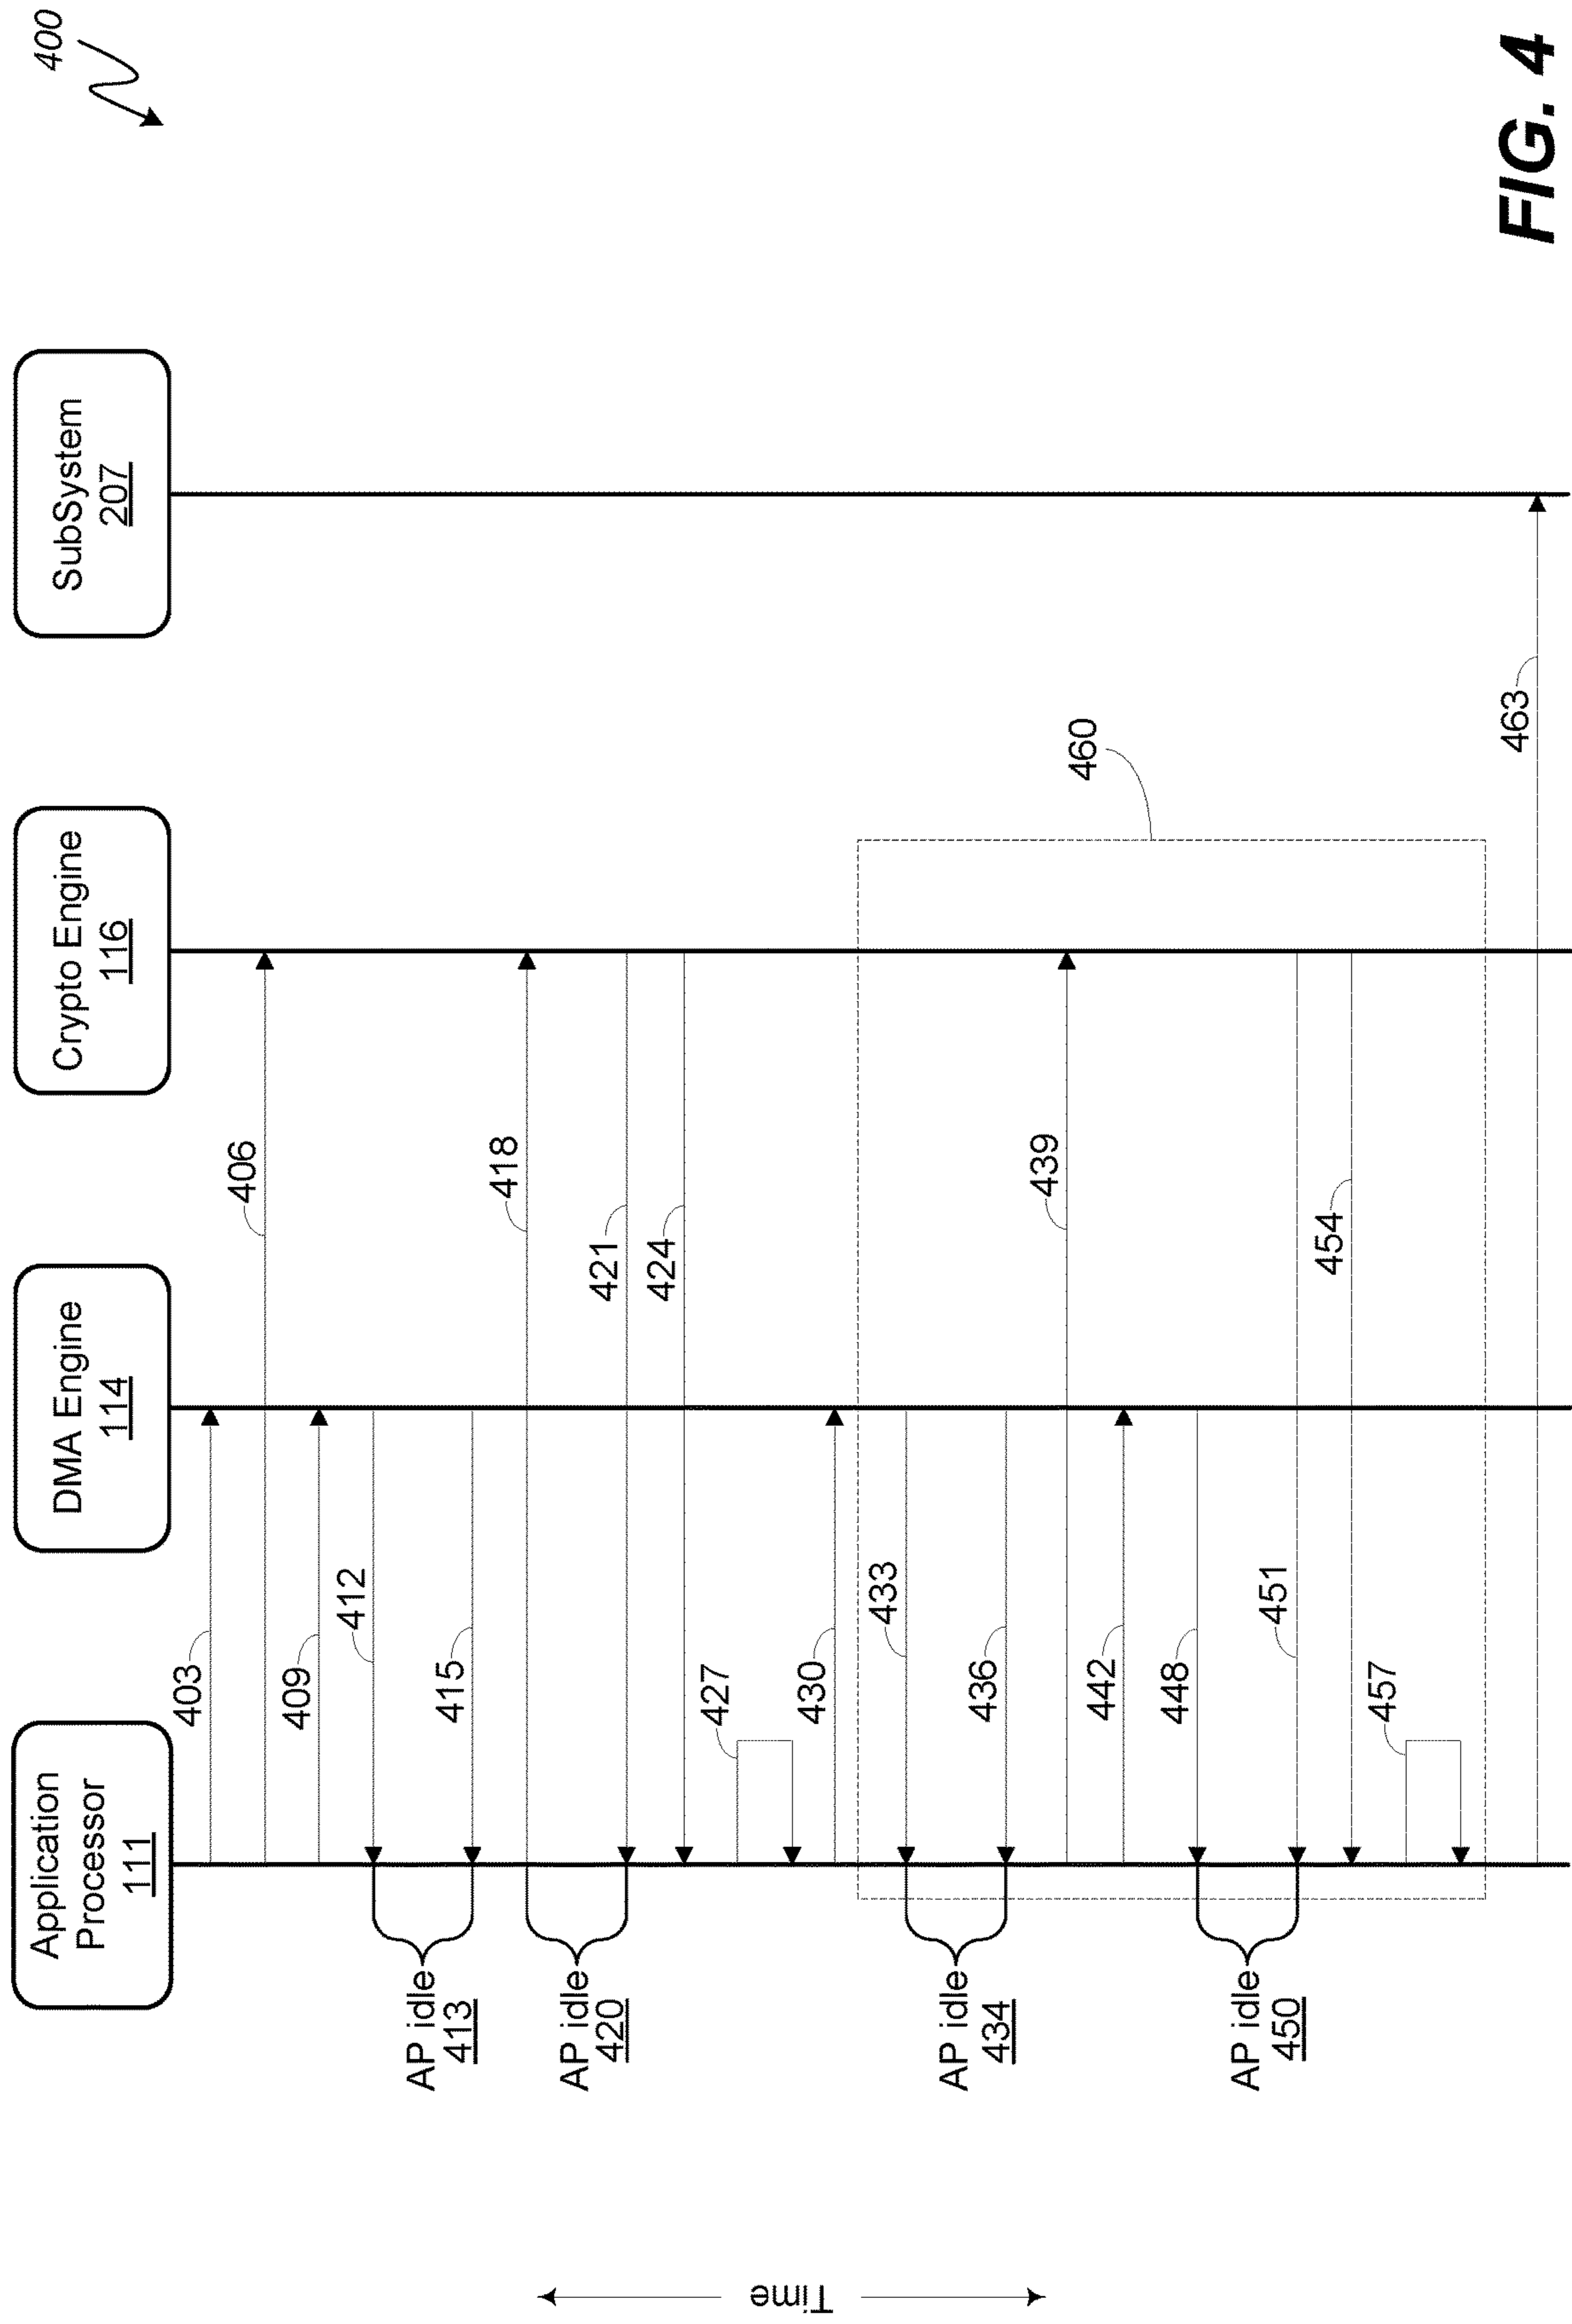 400
Application
Processor
111
DMA Engine
114
Crypto Engine
116
SubSystem
207
403
406
409
412
AP idle
413
415
418
AP idle
420
421
424
427
430
433
AP idle
434
436
439
442
448
AP idle
450
451
454
457
460
463
Time
FIG. 4